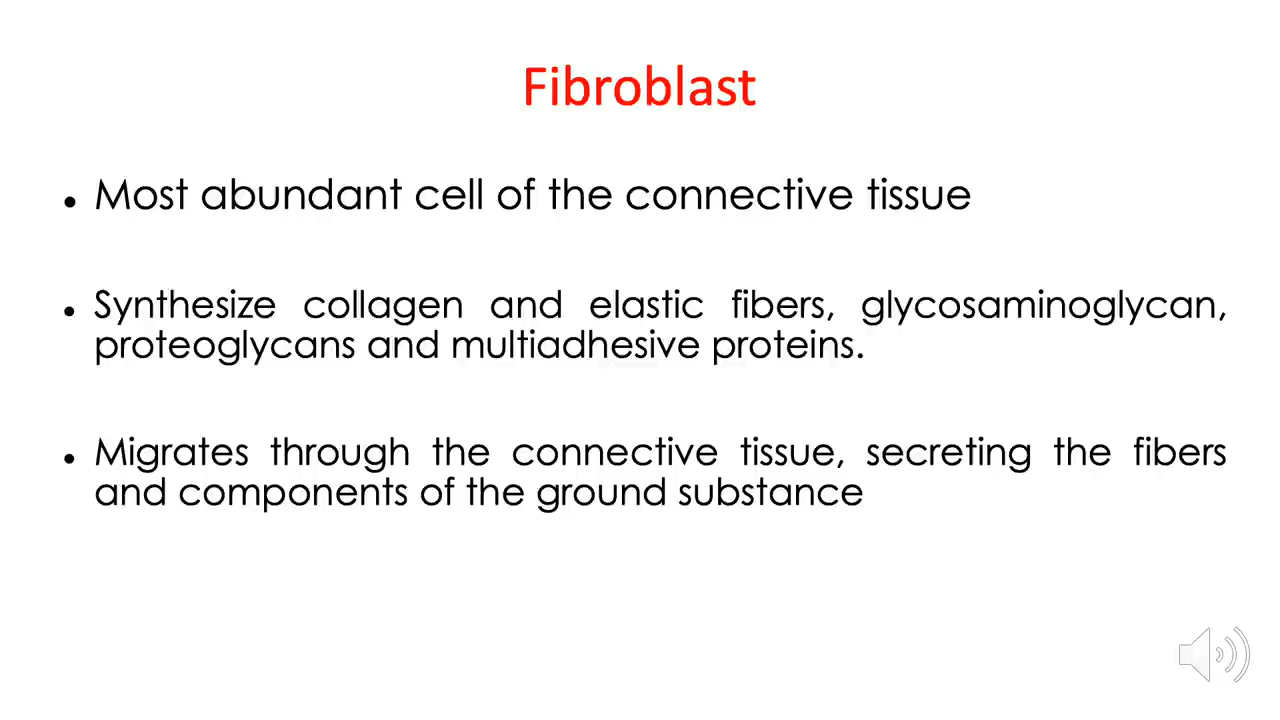 Fibroblast
• Most abundant cell of the connective tissue
• Synthesize collagen and elastic fibers, glycosaminoglycan,
proteoglycans and multiadhesive proteins.
• Migrates through the connective tissue, secreting the fibers
and components of the ground substance